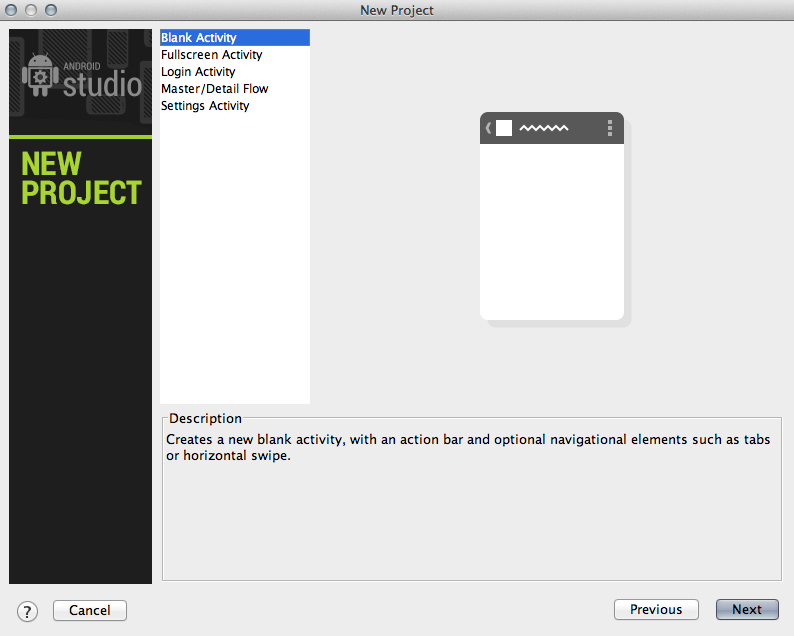 New Project
ANDROID
studio
NEW
PROJECT
Blank Activity
Fullscreen Activity
Login Activity
Master/Detail Flow
Settings Activity
Description
Creates a new blank activity, with an action bar and optional navigational elements such as tabs
or horizontal swipe.
?
Cancel
Previous
Next